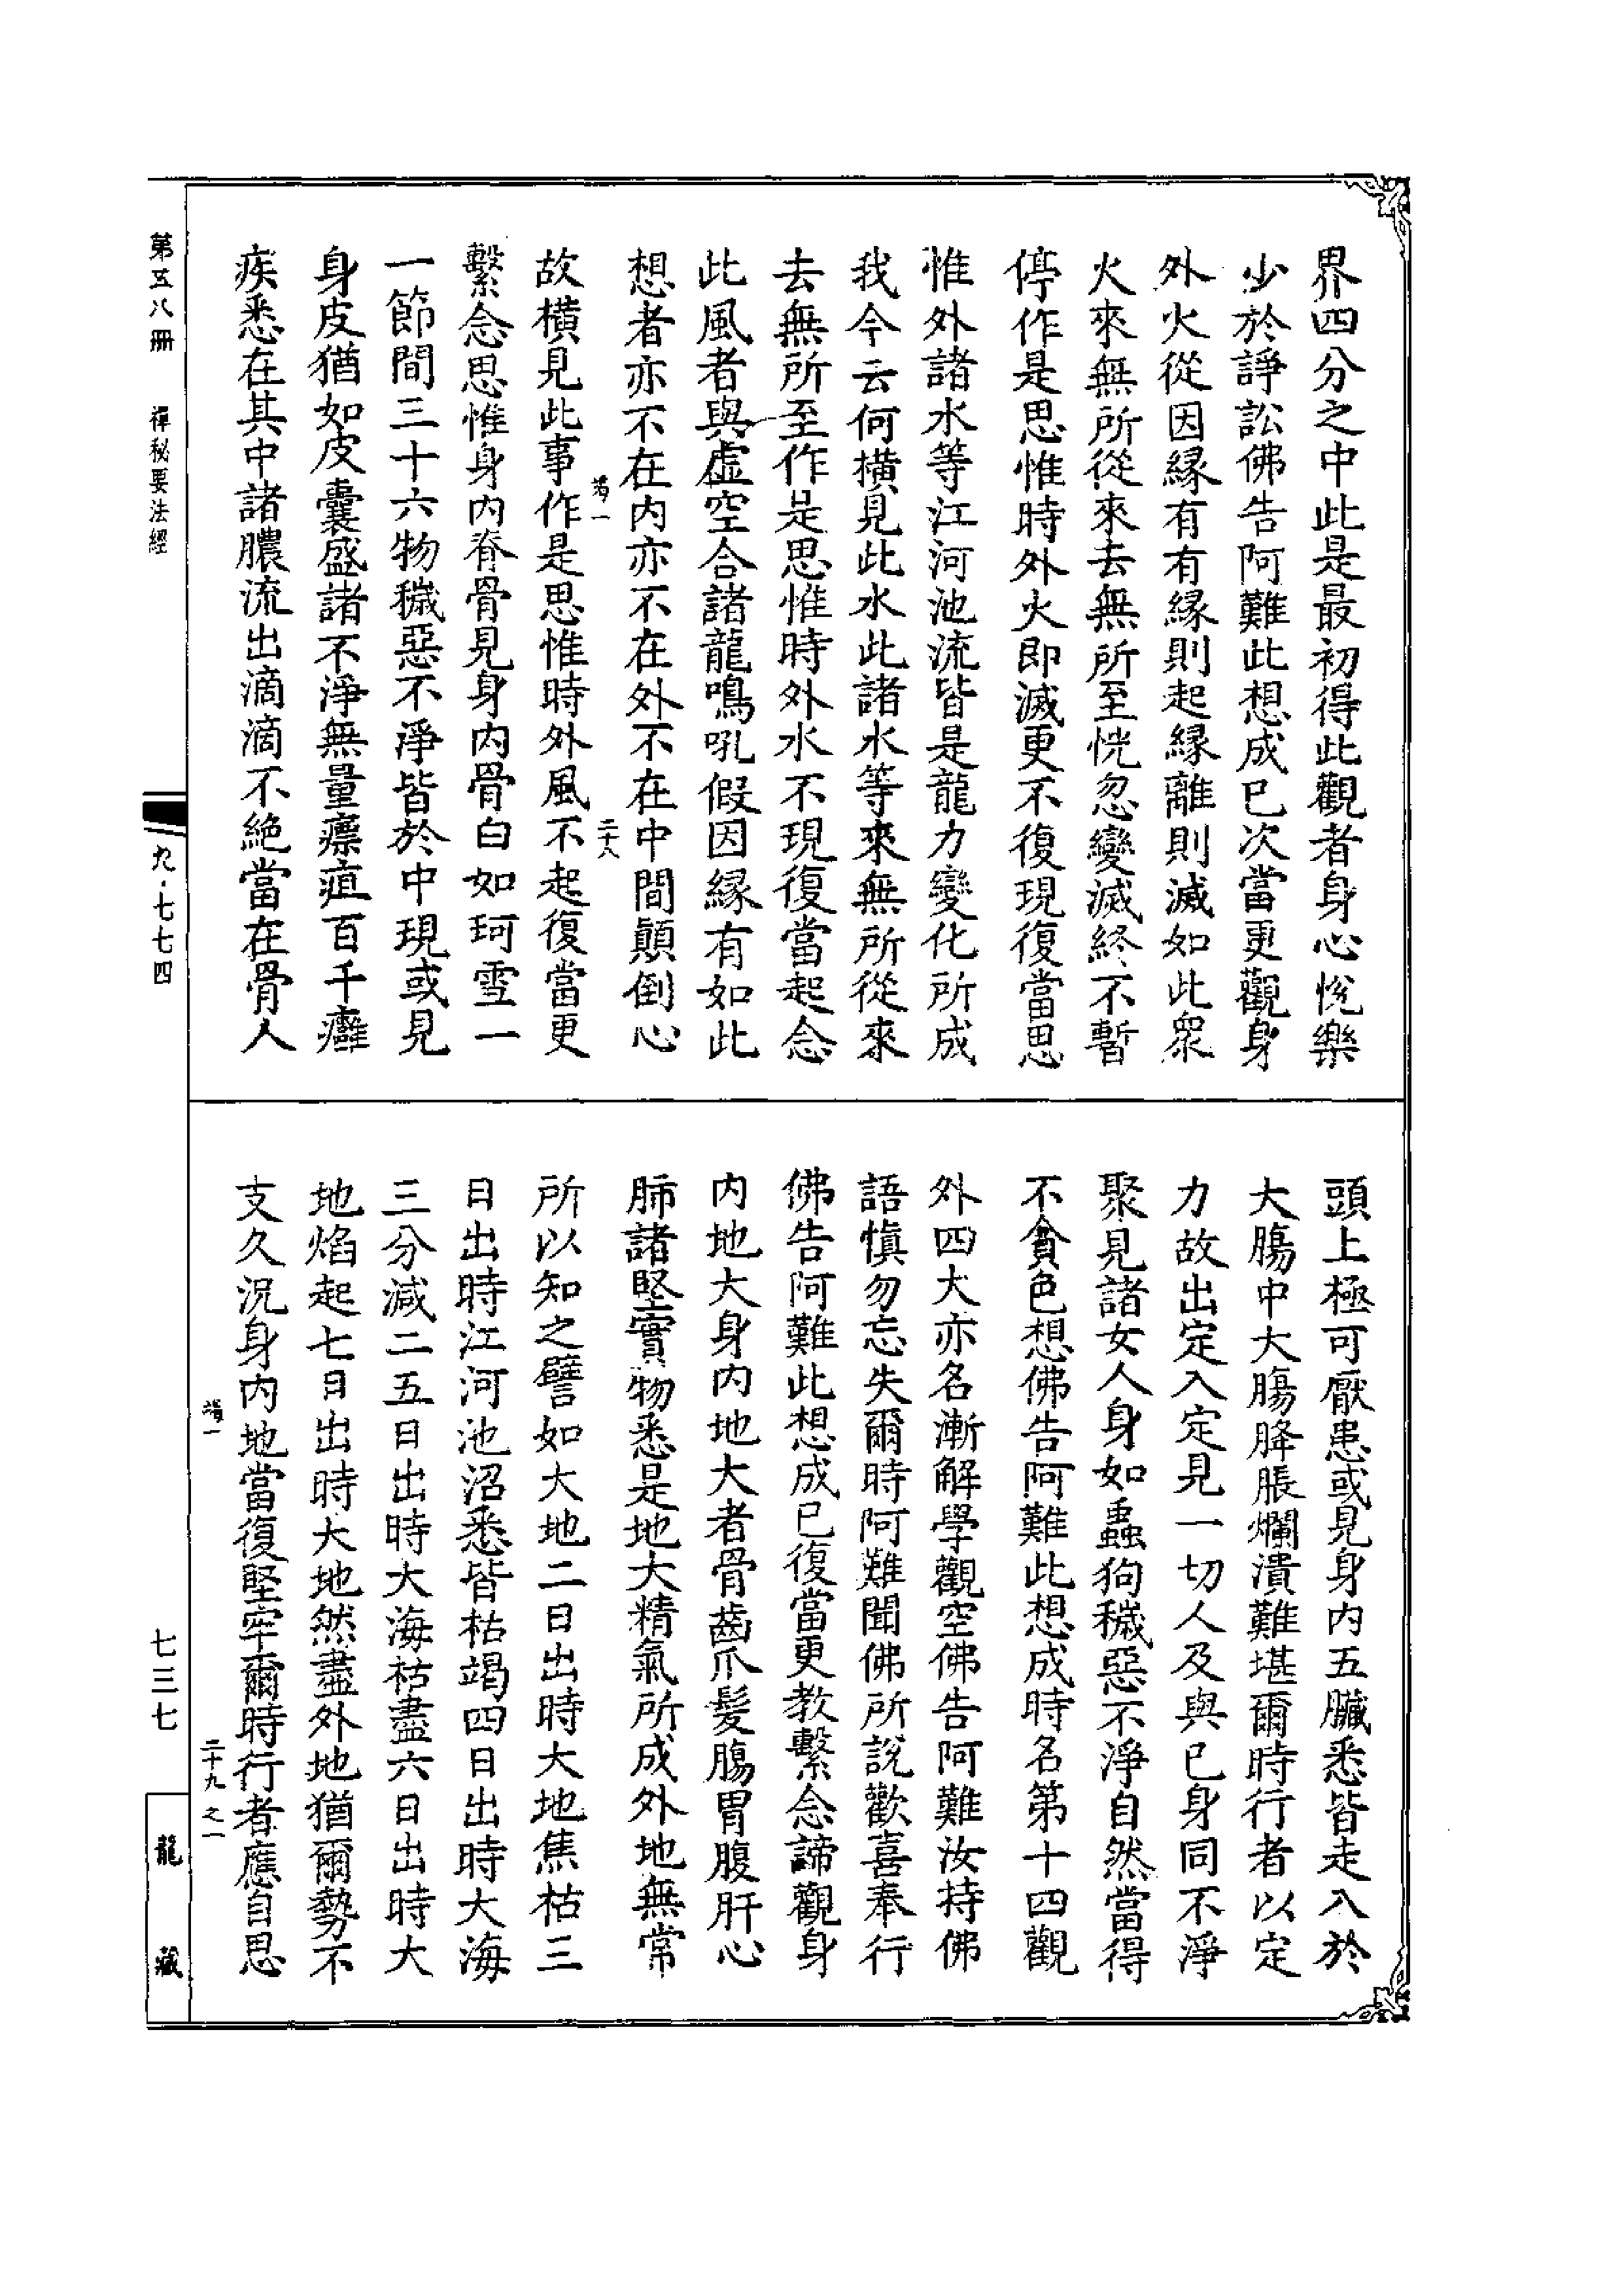 界四分之中此是最初得此觀者身心悅樂
少於諍訟佛告阿難此想成已次當更觀身
外火從因緣有有緣則起緣離則滅如此眾
火來無所從來去無所至恍忽變滅終不暫
停作是思惟時外火即滅更不復現復當思
惟外諸水等江河池流皆是龍力變化所成
我今云何橫見此水此諸水等來無所從來
去無所至作是思惟時外水不現復當起念
此風者與虛空合諸龍鳴吼假因緣有如此
想者亦不在內亦不在外不在中間顛倒心
故橫見此事作是思惟時外風不起復當更
繫念思惟身內脊骨見身內骨白如珂雪一
一節間三十六物穢惡不淨皆於中現或見
身皮猶如皮囊盛諸不淨無量瘭疽百千癰
疾悉在其中諸膿流出滴滴不絕當在骨人
頭上極可厭患或見身內五臟悉皆走入於
大腸中大腸胮脹爛潰難堪爾時行者以定
力故出定入定見一切人及與已身同不淨
聚見諸女人身如蟲狗穢惡不淨自然當得
不貪色想佛告阿難此想成時名第十四觀
外四大亦名漸解學觀空佛告阿難汝持佛
語慎勿忘失爾時阿難聞佛所說歡喜奉行
佛告阿難此想成已復當更教繫念諦觀身
內地大身內地大者骨齒爪髮腸胃腹肝心
肺諸堅實物悉是地大精氣所成外地無常
所以知之譬如大地二日出時大地焦枯三
日出時江河池沼悉皆枯竭四日出時大海
三分減二五日出時大海枯盡六日出時大
地焰起七日出時大地然盡外地猶爾勢不
支久況身內地當復堅牢爾時行者應自思
二十八
二十九之一
第五八冊 禪秘要法經
九·七七四
七三七
龍藏